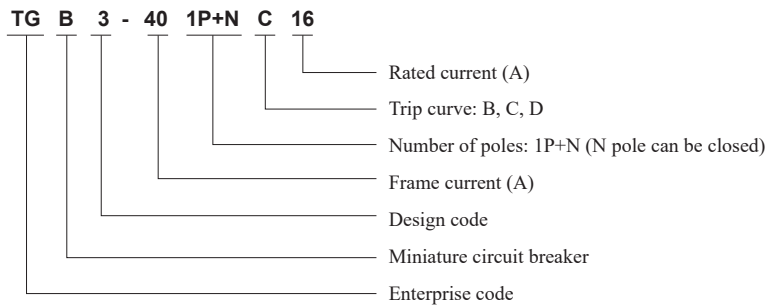 TG B 3 - 40 1P+N C 16
Rated current (A)
Trip curve: B, C, D
Number of poles: 1P+N (N pole can be closed)
Frame current (A)
Design code
Miniature circuit breaker
Enterprise code